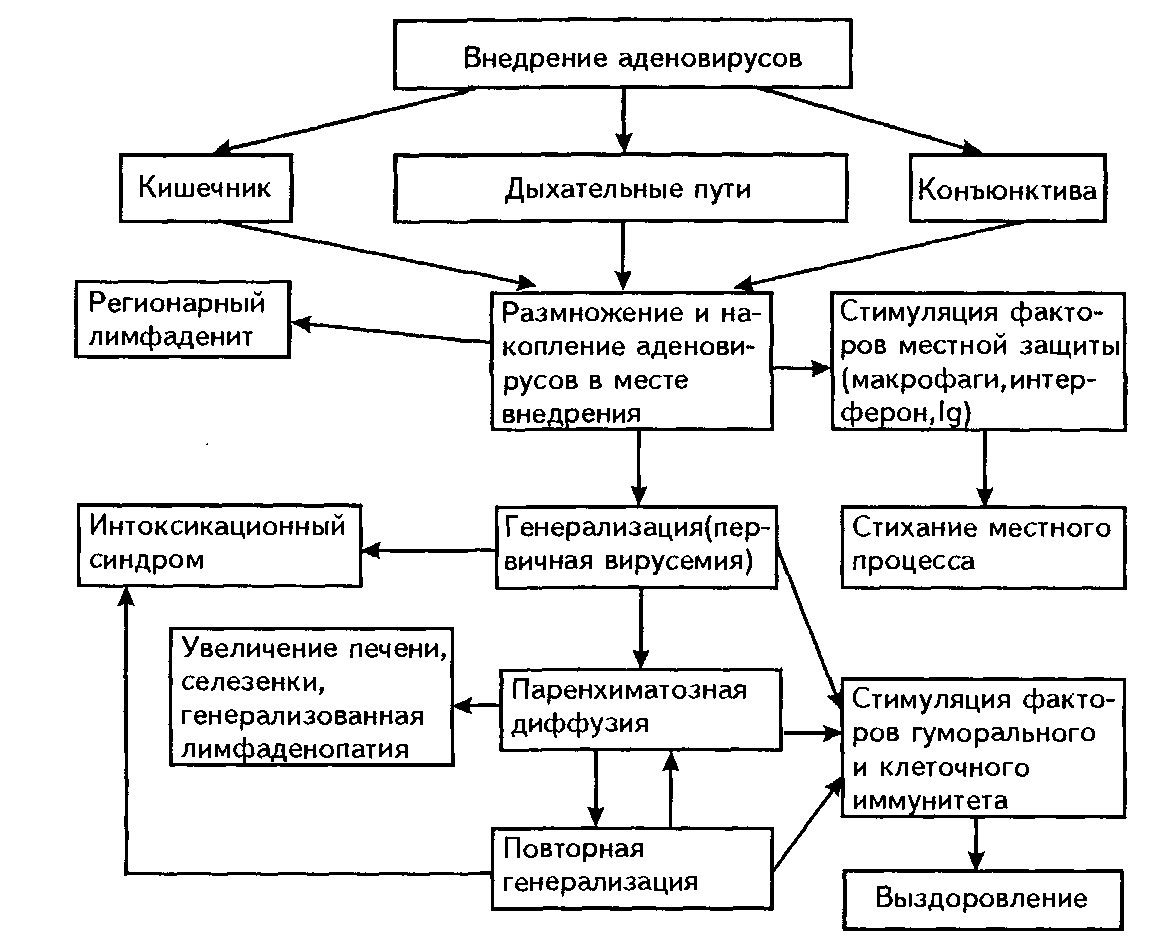 Внедрение аденовирусов
Кишечник
Дыхательные пути
Конъюнктива
Регионарный
лимфаденит
Размножение и на-
копление аденови-
русов в месте
внедрения
Стимуляция факто-
ров местной защиты
(макрофаги,интер-
ферон,Ig)
Интоксикационный
синдром
Генерализация(пер-
вичная вирусемия)
Стихание местного
процесса
Увеличение печени,
селезенки,
генерализованная
лимфаденопатия
Паренхиматозная
диффузия
Стимуляция факто-
ров гуморального
и клеточного
иммунитета
Повторная
генерализация
Выздоровление